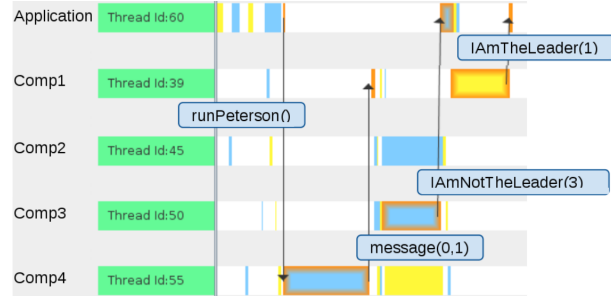 Application Thread Id:60
IAmTheLeader(1)
Comp1 Thread Id:39
runPeterson()
Comp2 Thread Id:45
IAmNotTheLeader(3)
Comp3 Thread Id:50
message(0,1)
Comp4 Thread Id:55